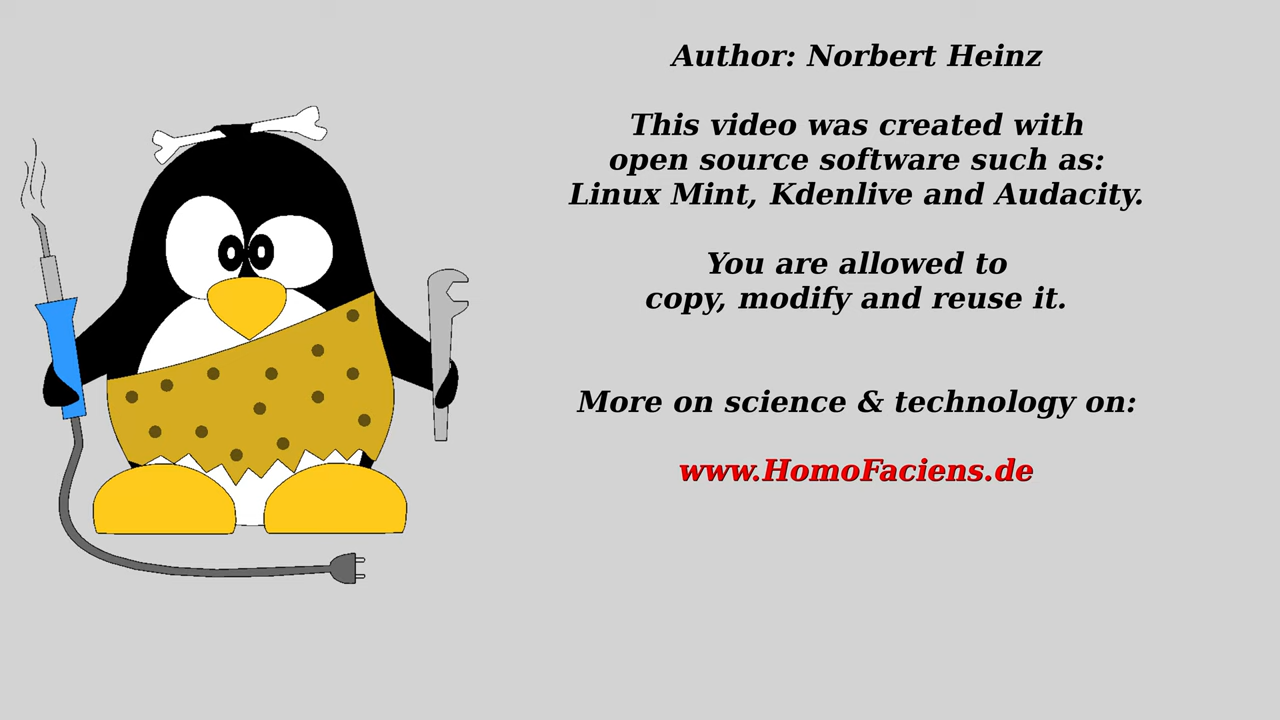 Author: Norbert Heinz
This video was created with
open source software such as:
Linux Mint, Kdenlive and Audacity.
You are allowed to
copy, modify and reuse it.
More on science & technology on:
www.HomoFaciens.de